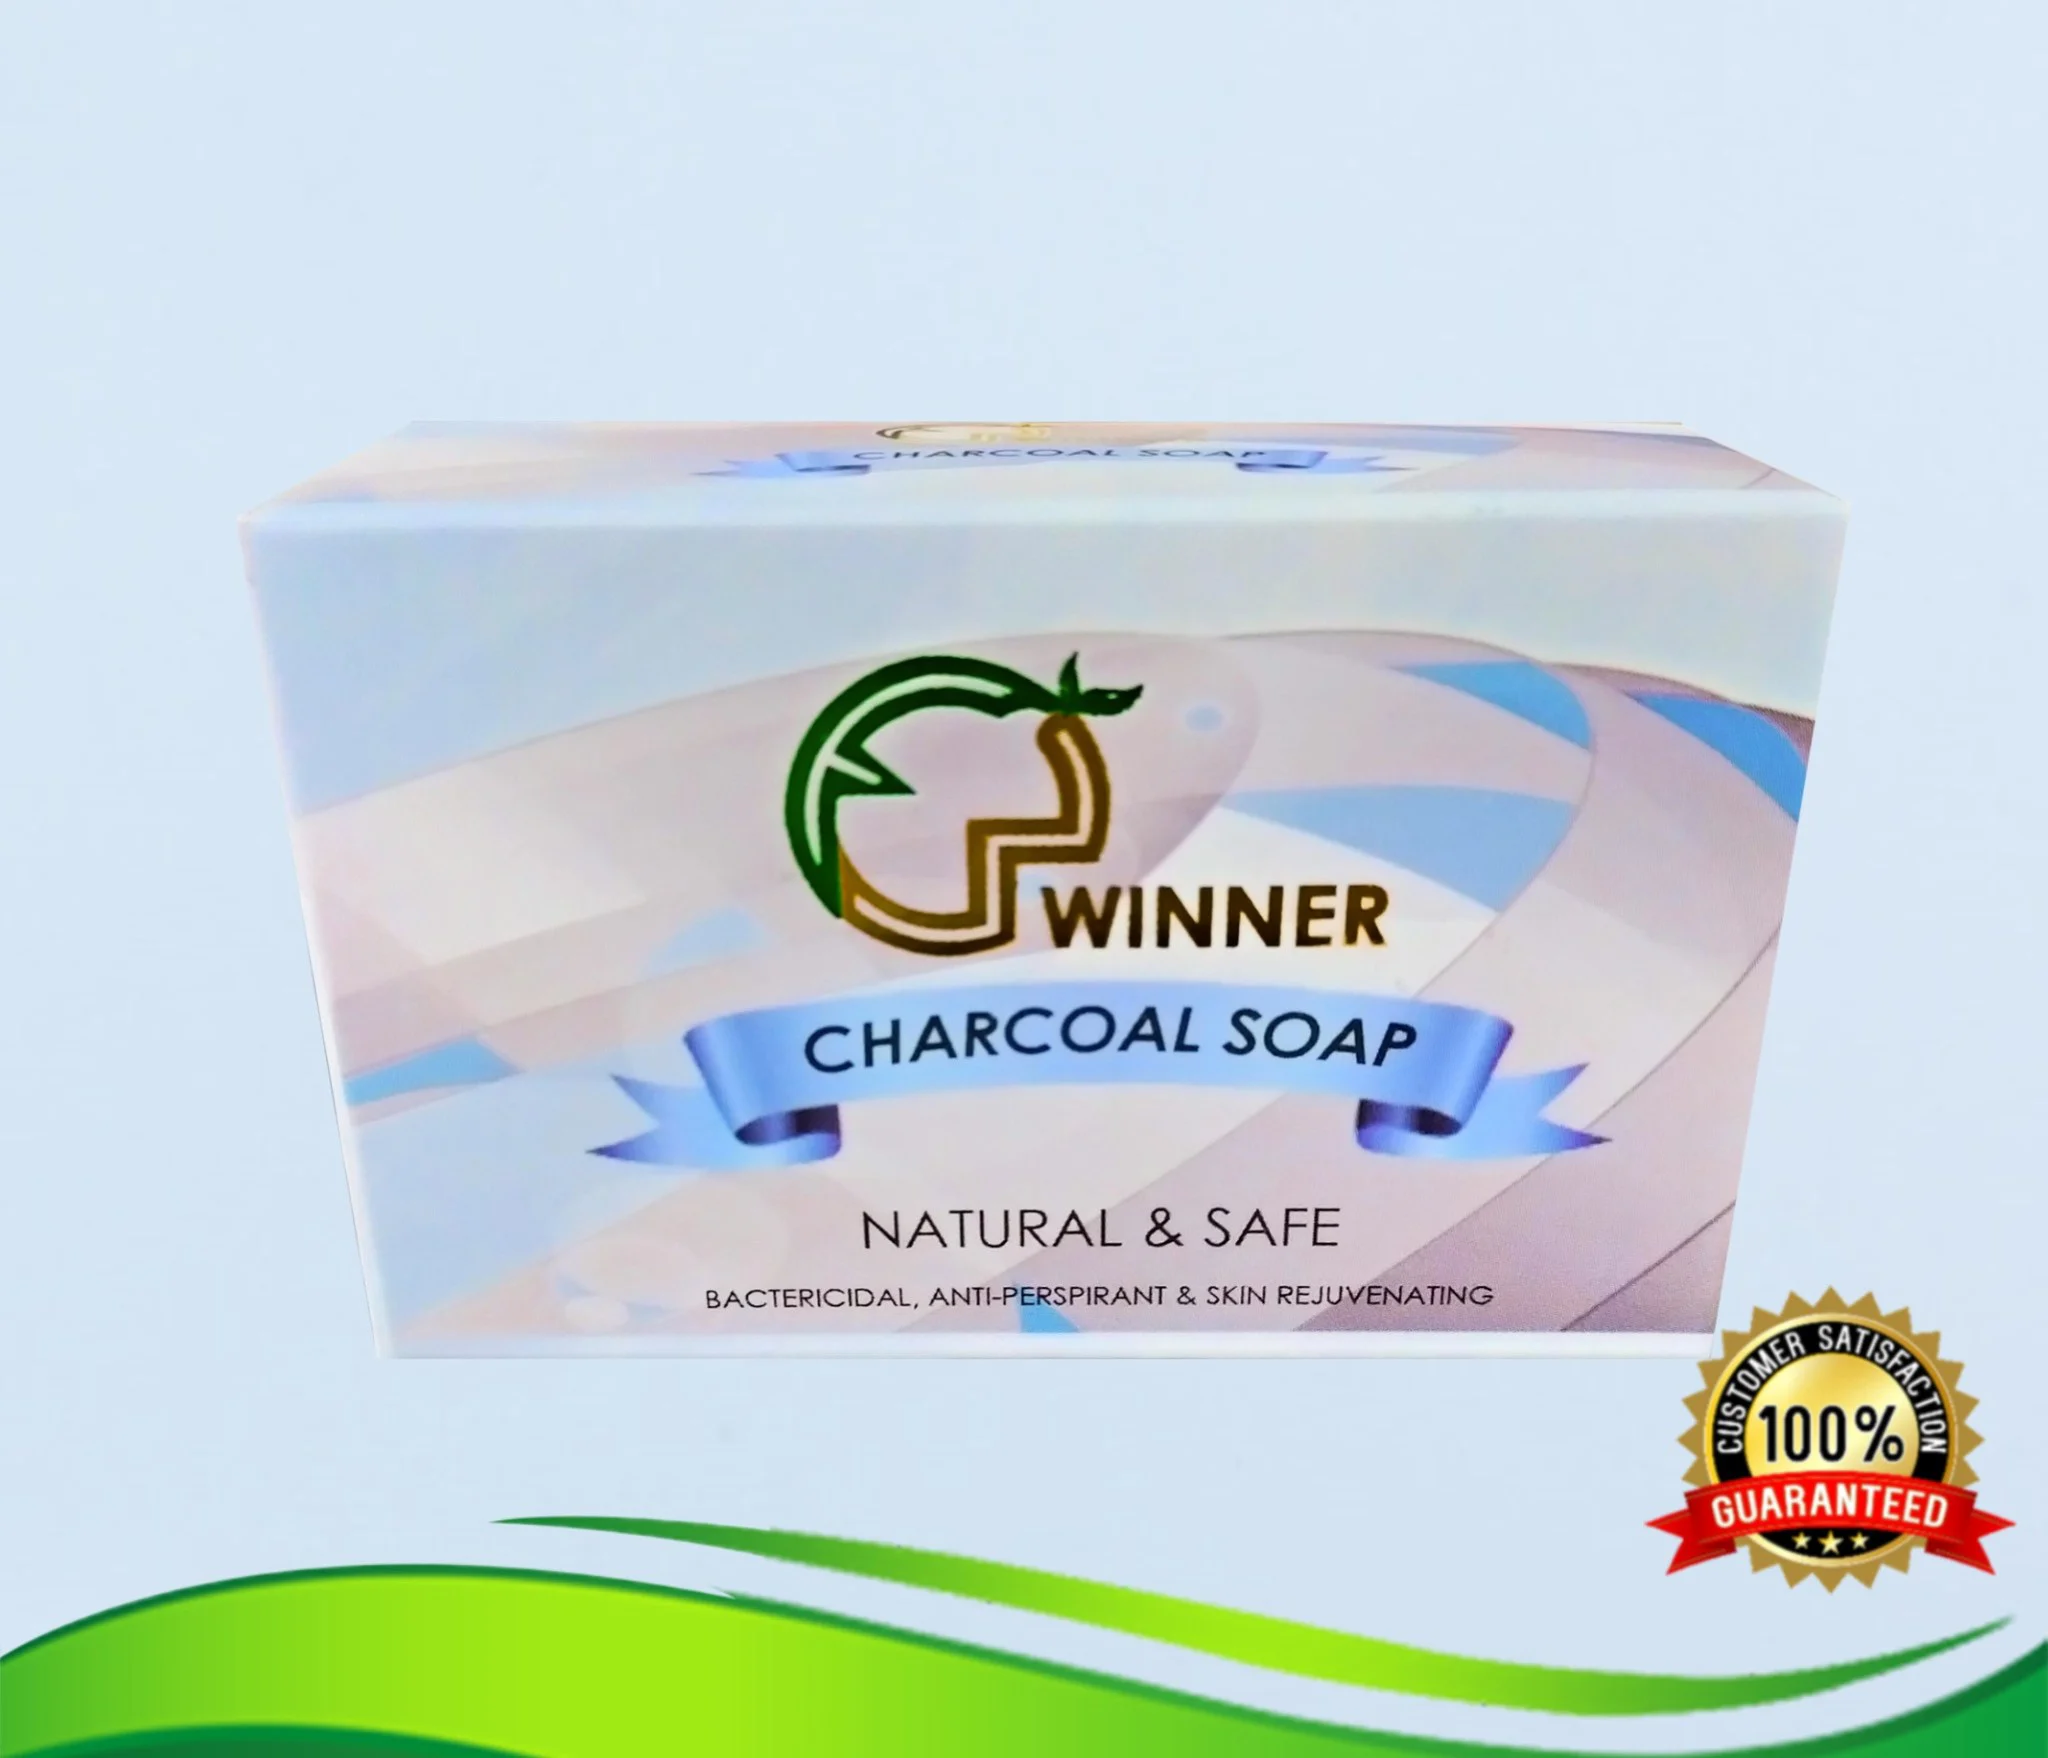 CHARCOAL SOAP
WINNER
CHARCOAL SOAP
NATURAL & SAFE
BACTERICIDAL, ANTI-PERSPIRANT & SKIN REJUVENATING
CUSTOMER SATISFACTION
100%
GUARANTEED